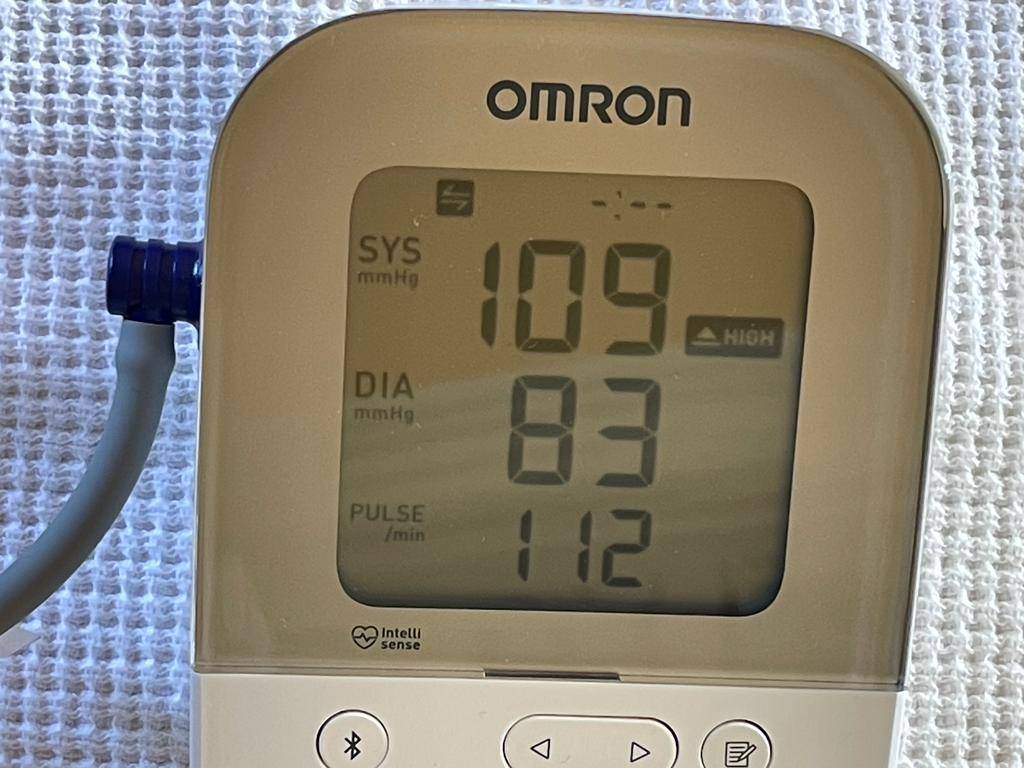 OMRON
-:--
SYS
mmHg
109
HIGH
DIA
mmHg
83
PULSE
/min
112
Intelli
sense